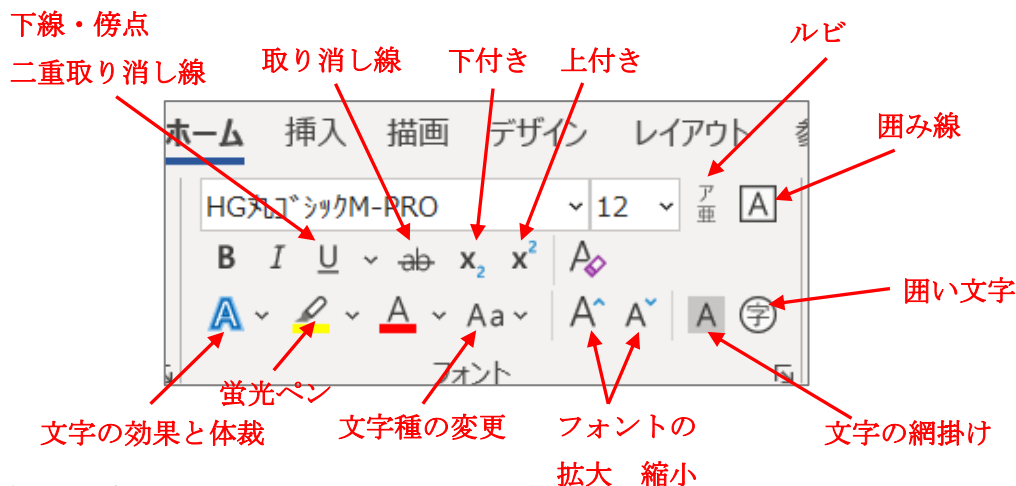 下線・傍点
二重取り消し線
取り消し線
下付き
上付き
ルビ
囲み線
ホーム 挿入 描画 デザイン レイアウト
HG丸ゴシックM-PRO 12 ア亜 A
B I U ab x₂ x² A
A A Aa A A A 字
フォント
囲い文字
蛍光ペン
文字の効果と体裁
文字種の変更
フォントの
拡大 縮小
文字の網掛け